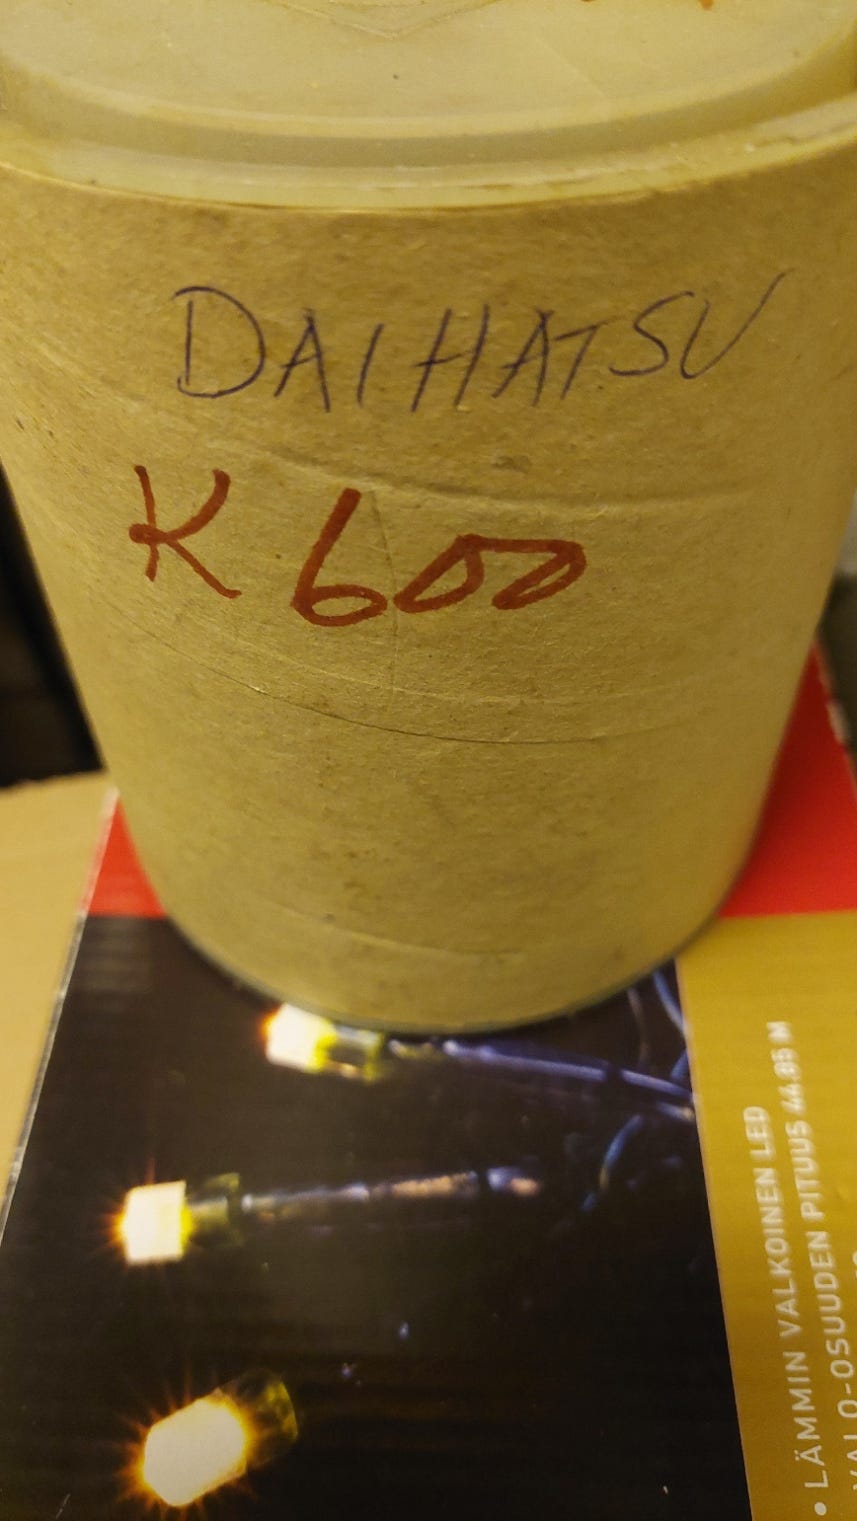 DAIHATSU
K600
• LÄMMIN VALKOINEN LED
VALO-OSUUDEN PITUUS 44.85 M